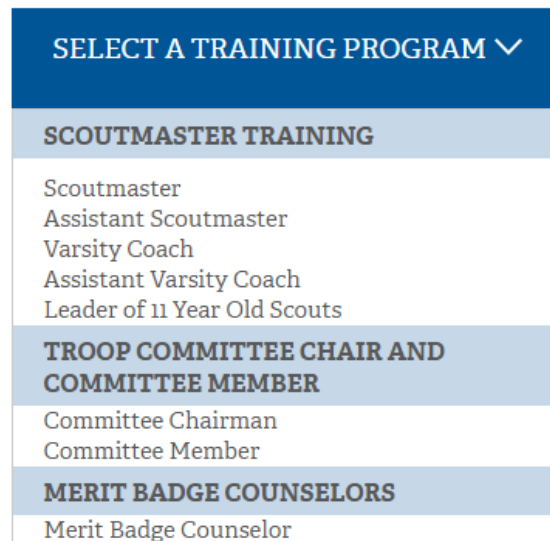 SELECT A TRAINING PROGRAM
SCOUTMASTER TRAINING
Scoutmaster
Assistant Scoutmaster
Varsity Coach
Assistant Varsity Coach
Leader of 11 Year Old Scouts
TROOP COMMITTEE CHAIR AND
COMMITTEE MEMBER
Committee Chairman
Committee Member
MERIT BADGE COUNSELORS
Merit Badge Counselor